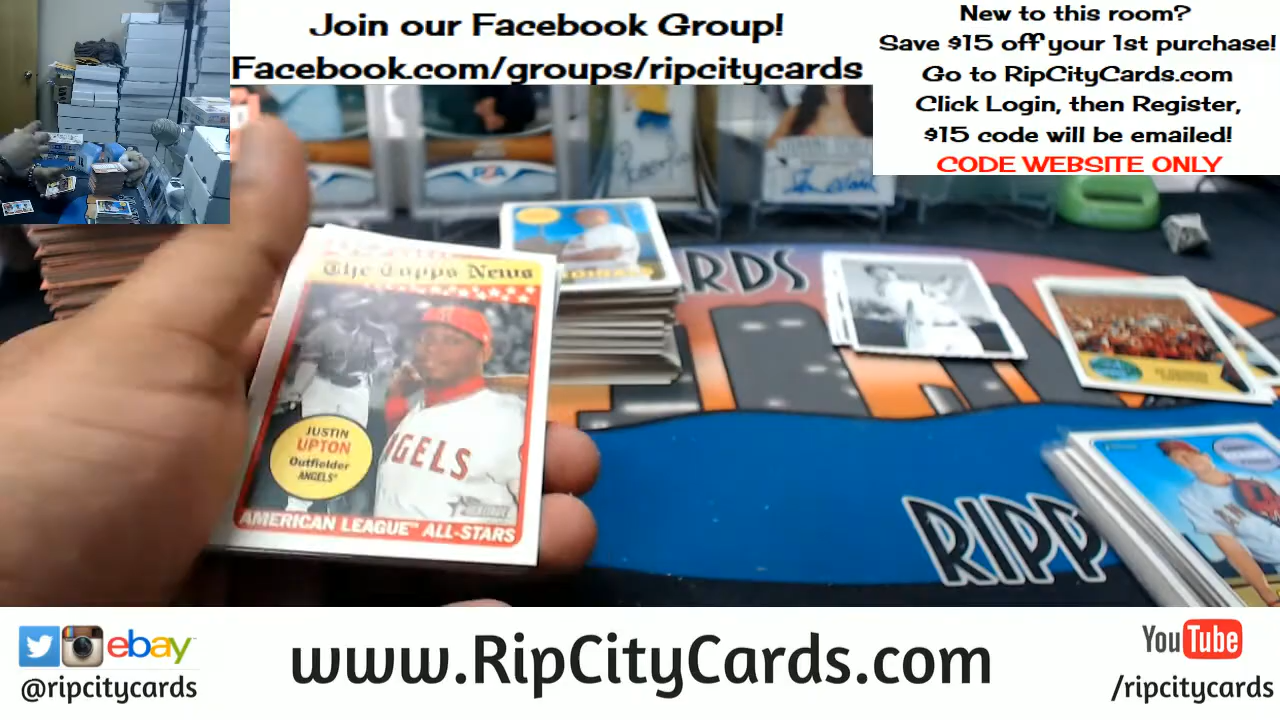 Join our Facebook Group!
Facebook.com/groups/ripcitycards
New to this room?
Save $15 off your 1st purchase!
Go to RipCityCards.com
Click Login, then Register,
$15 code will be emailed!
CODE WEBSITE ONLY
The Topps News
JUSTIN
UPTON
Outfielder
ANGELS
ANGELS
AMERICAN LEAGUE™ ALL-STARS
RDS
RIPP
ebay
@ripcitycards
www.RipCityCards.com
YouTube
/ripcitycards